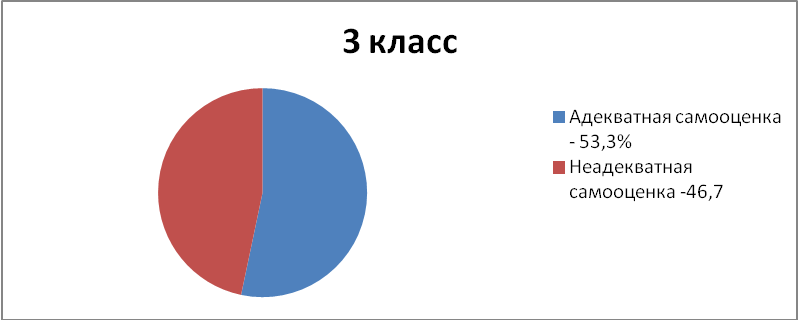 3 класс
Адекватная самооценка
- 53,3%
Неадекватная
самооценка -46,7